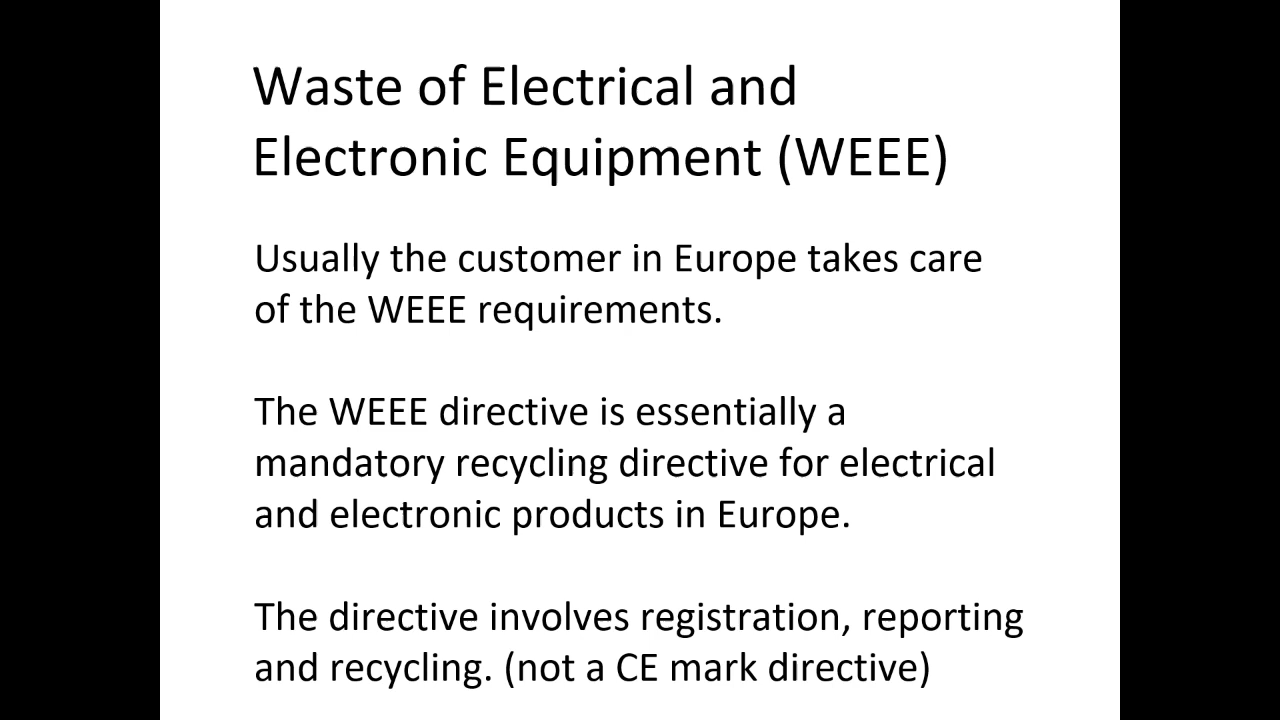 Waste of Electrical and
Electronic Equipment (WEEE)
Usually the customer in Europe takes care
of the WEEE requirements.
The WEEE directive is essentially a
mandatory recycling directive for electrical
and electronic products in Europe.
The directive involves registration, reporting
and recycling. (not a CE mark directive)